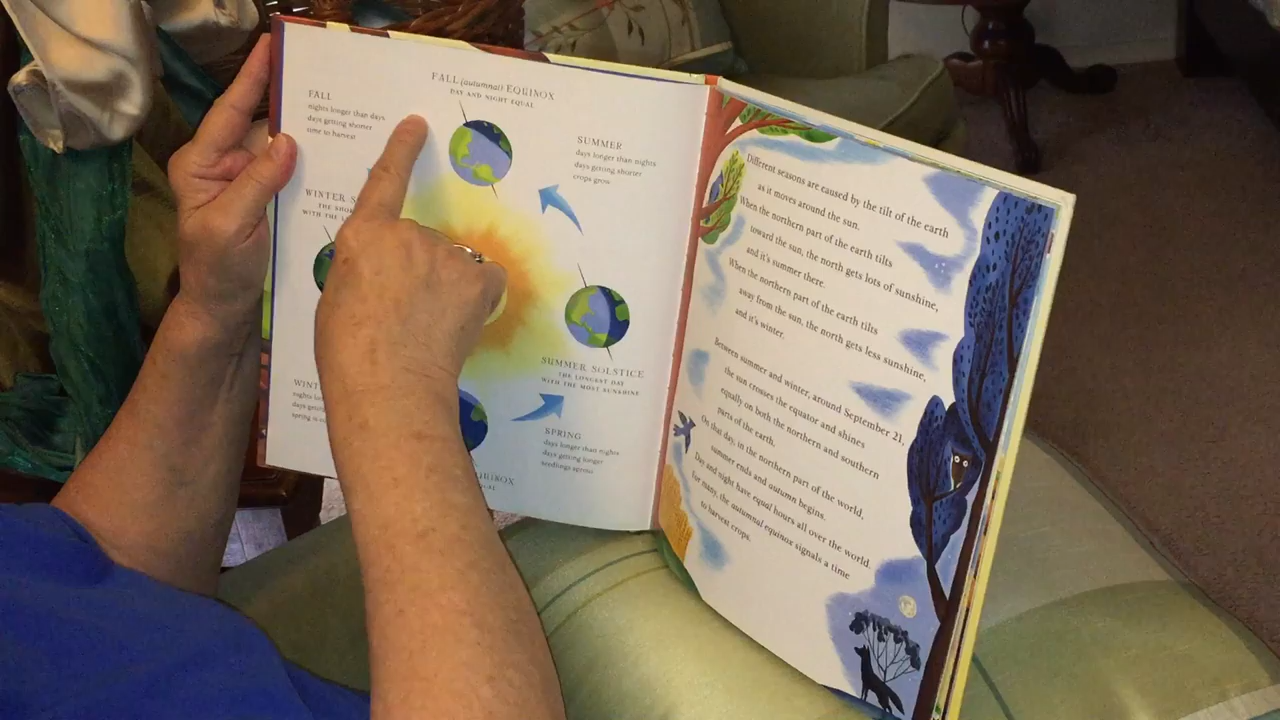 FALL (autumnal) EQUINOX
DAY AND NIGHT EQUAL
FALL
nights longer than days
days getting shorter
time to harvest
SUMMER
days longer than nights
days getting shorter
crops grow
WINTER
THE
WITH THE
SUMMER SOLSTICE
THE LONGEST DAY
WITH THE MOST SUNSHINE
SPRING
days longer than nights
days getting longer
seedlings sprout
Different seasons are caused by the tilt of the earth
as it moves around the sun.
When the northern part of the earth tilts
toward the sun, the north gets lots of sunshine,
and it's summer there.
When the northern part of the earth tilts
away from the sun, the north gets less sunshine,
and it's winter.
Between summer and winter, around September 21,
the sun crosses the equator and shines
equally on both the northern and southern
parts of the earth.
On that day, in the northern part of the world,
summer ends and autumn begins.
Day and night have equal hours all over the world.
For many, the autumnal equinox signals a time
to harvest crops.